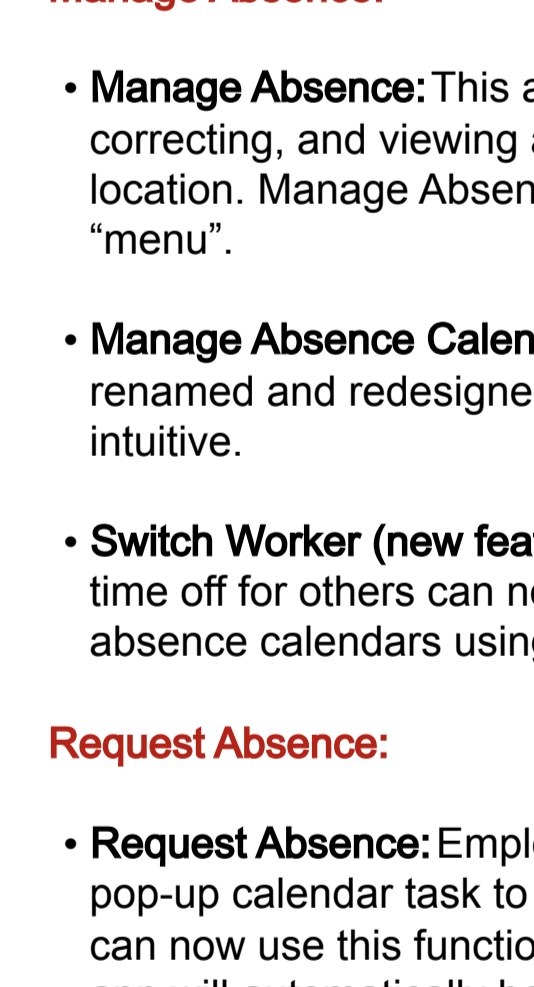 Manage Absence:
• Manage Absence: This
correcting, and viewing
location. Manage Absen
“menu”.
• Manage Absence Calen
renamed and redesigne
intuitive.
• Switch Worker (new fea
time off for others can
absence calendars
Request Absence:
• Request Absence: Empl
pop-up calendar task to
can now use this functio